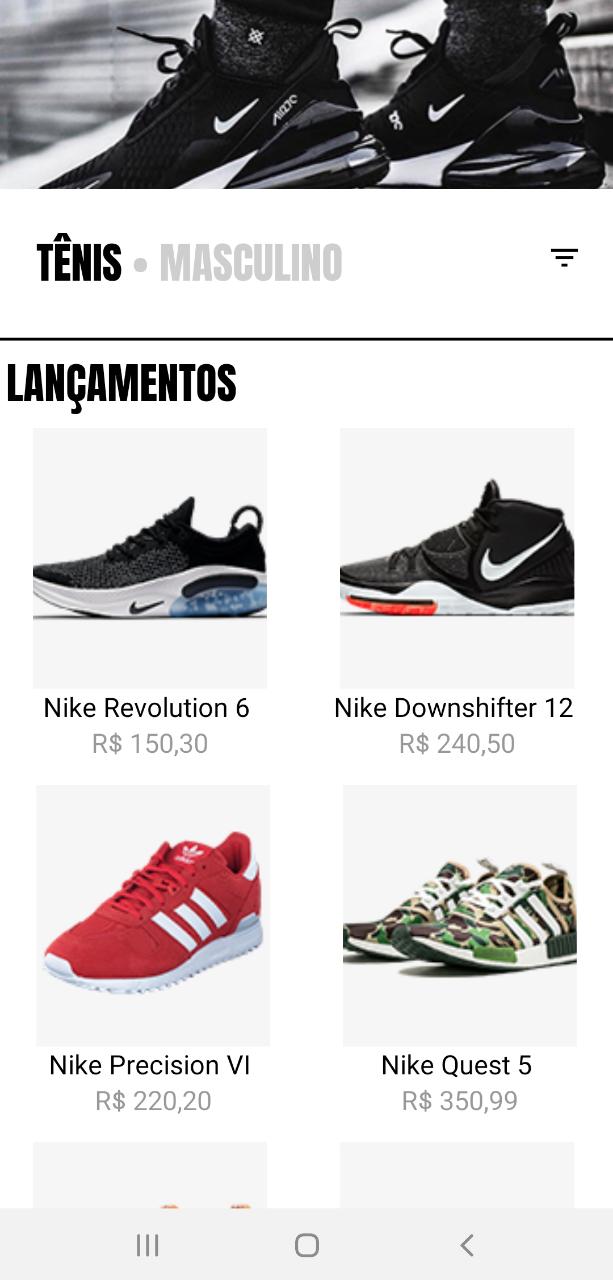 TÊNIS • MASCULINO
LANÇAMENTOS
Nike Revolution 6
Nike Downshifter 12
R$ 150,30
R$ 240,50
Nike Precision VI
Nike Quest 5
R$ 220,20
R$ 350,99